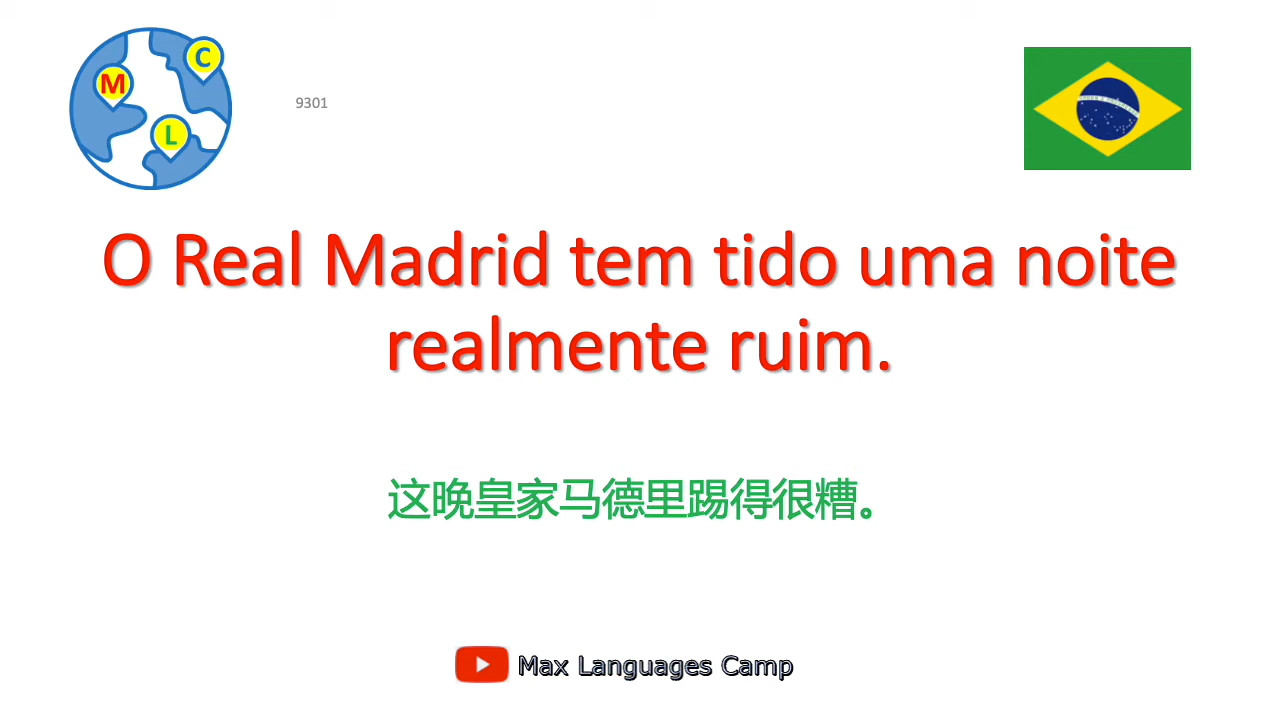 C
M
L
9301
O Real Madrid tem tido uma noite
realmente ruim.
这晚皇家马德里踢得很糟。
Max Languages Camp